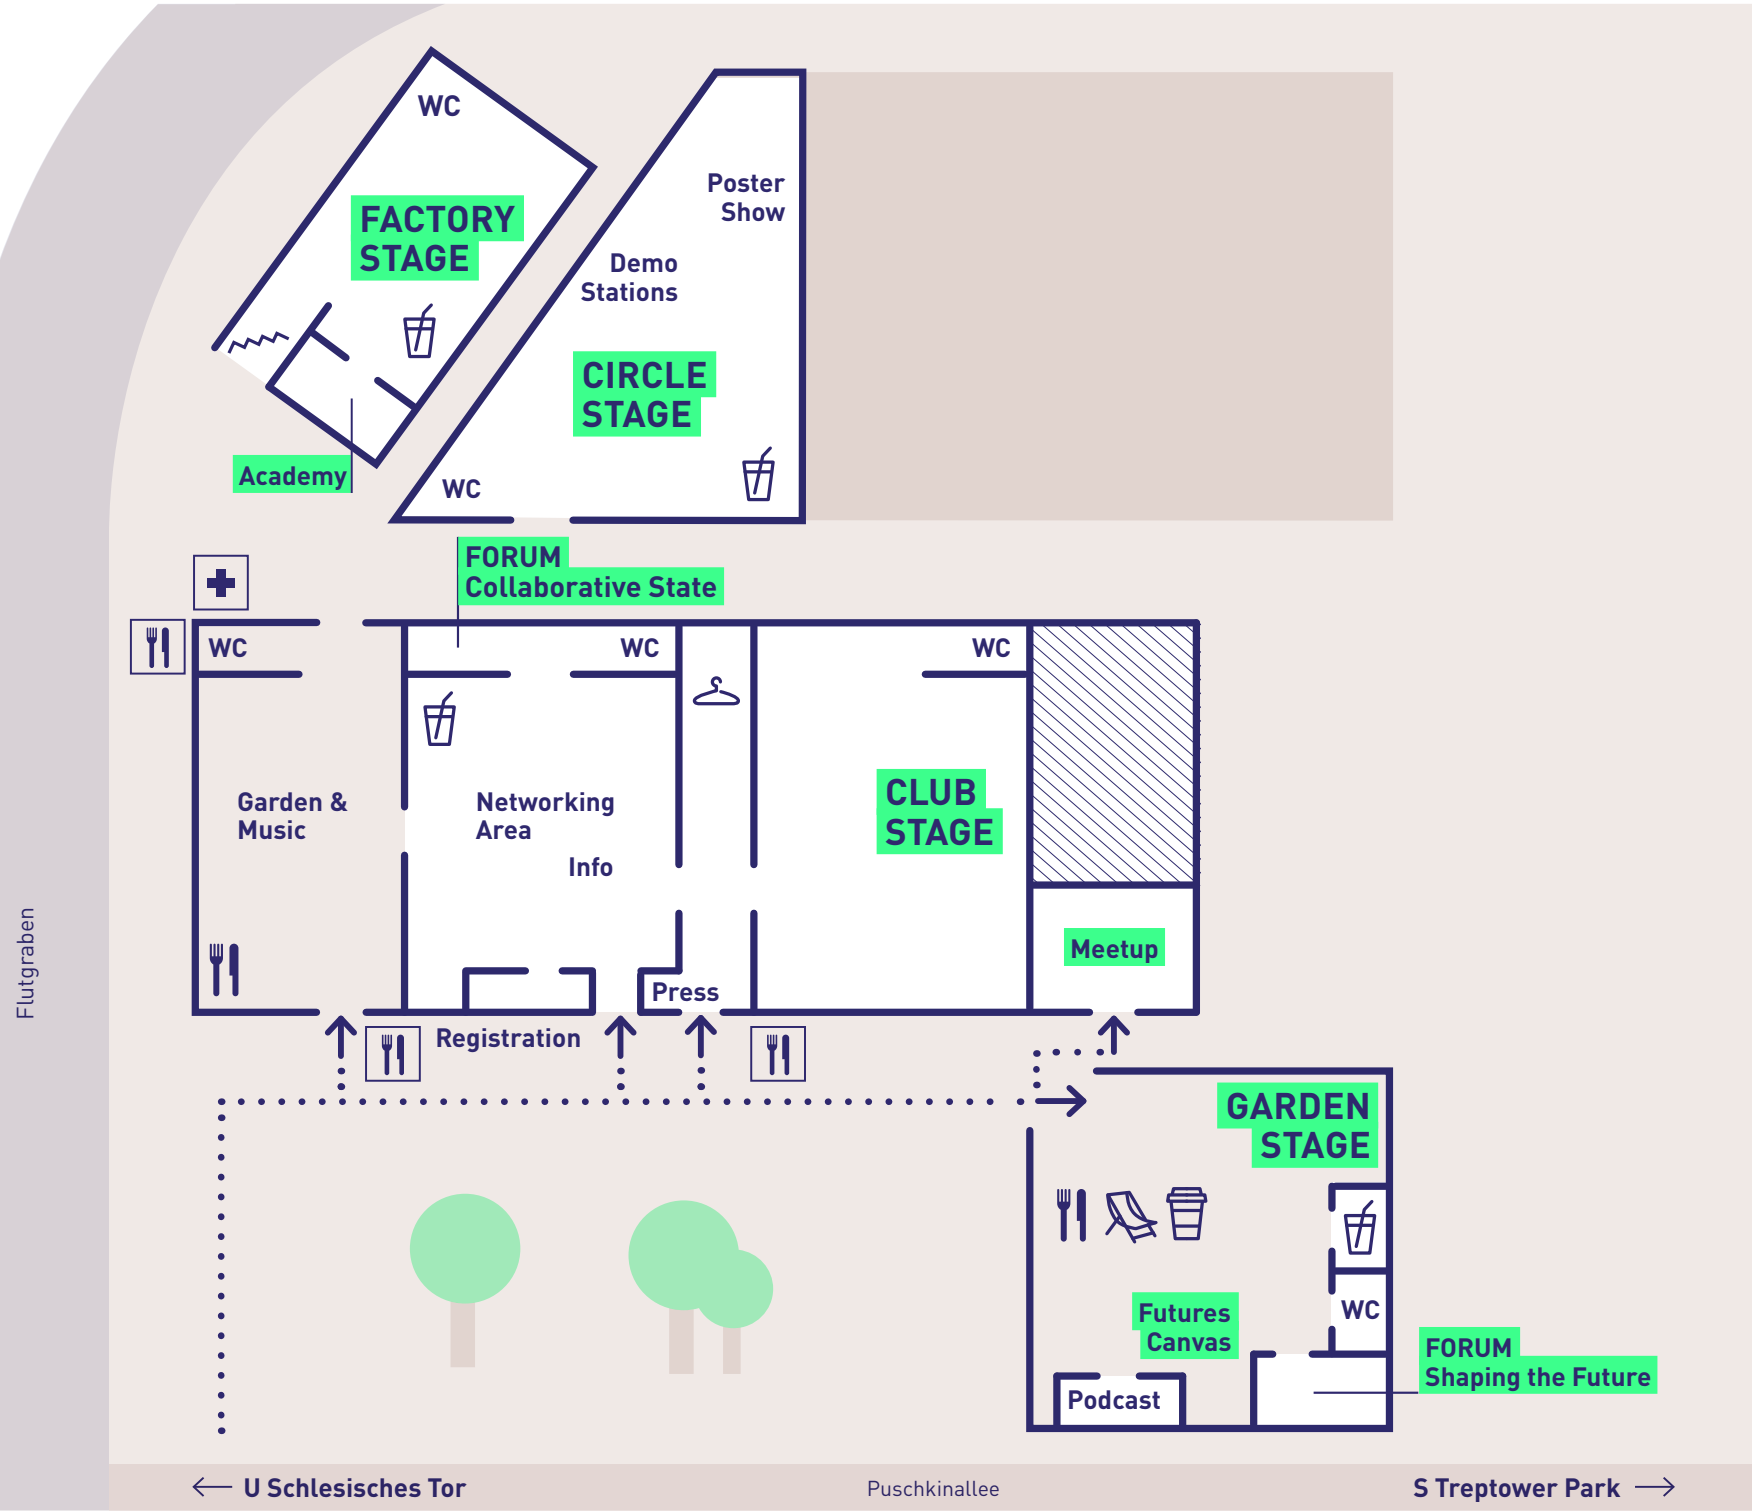 WC
FACTORY
STAGE
Poster
Show
Demo
Stations
CIRCLE
STAGE
Academy
WC
FORUM
Collaborative State
WC
WC
WC
Garden &
Music
Networking
Area
Info
CLUB
STAGE
Meetup
Press
Registration
Flutgraben
GARDEN
STAGE
Futures
Canvas
WC
FORUM
Shaping the Future
Podcast
U Schlesisches Tor
Puschkinallee
S Treptower Park